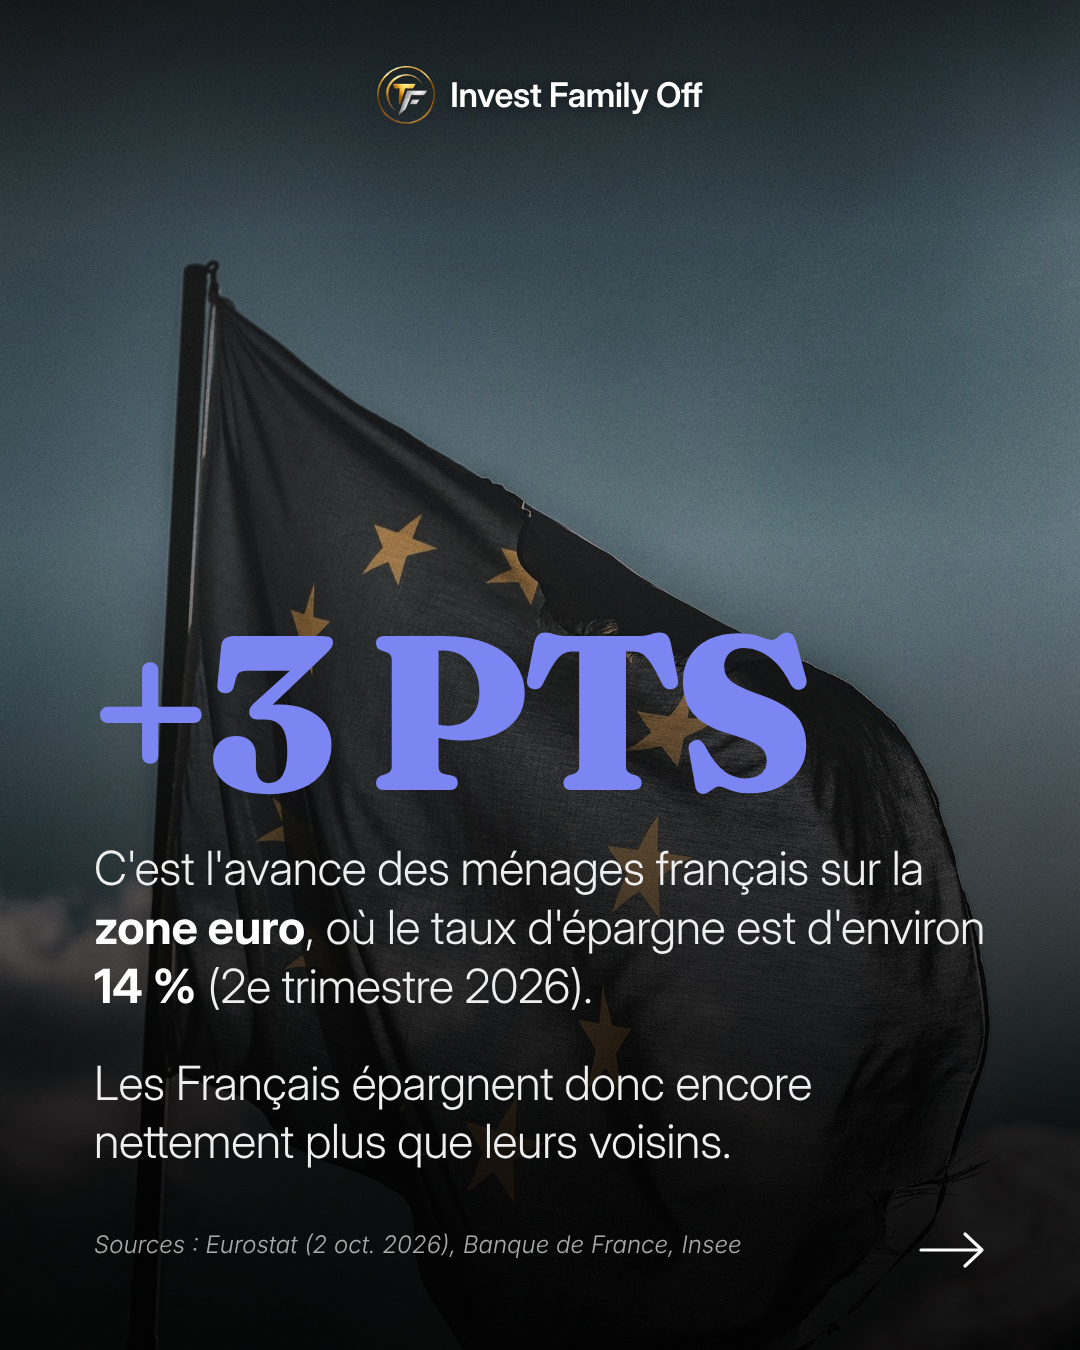 Invest Family Off
+3 PTS
C'est l'avance des ménages français sur la
zone euro, où le taux d'épargne est d'environ
14 % (2e trimestre 2026).
Les Français épargnent donc encore
nettement plus que leurs voisins.
Sources : Eurostat (2 oct. 2026), Banque de France, Insee